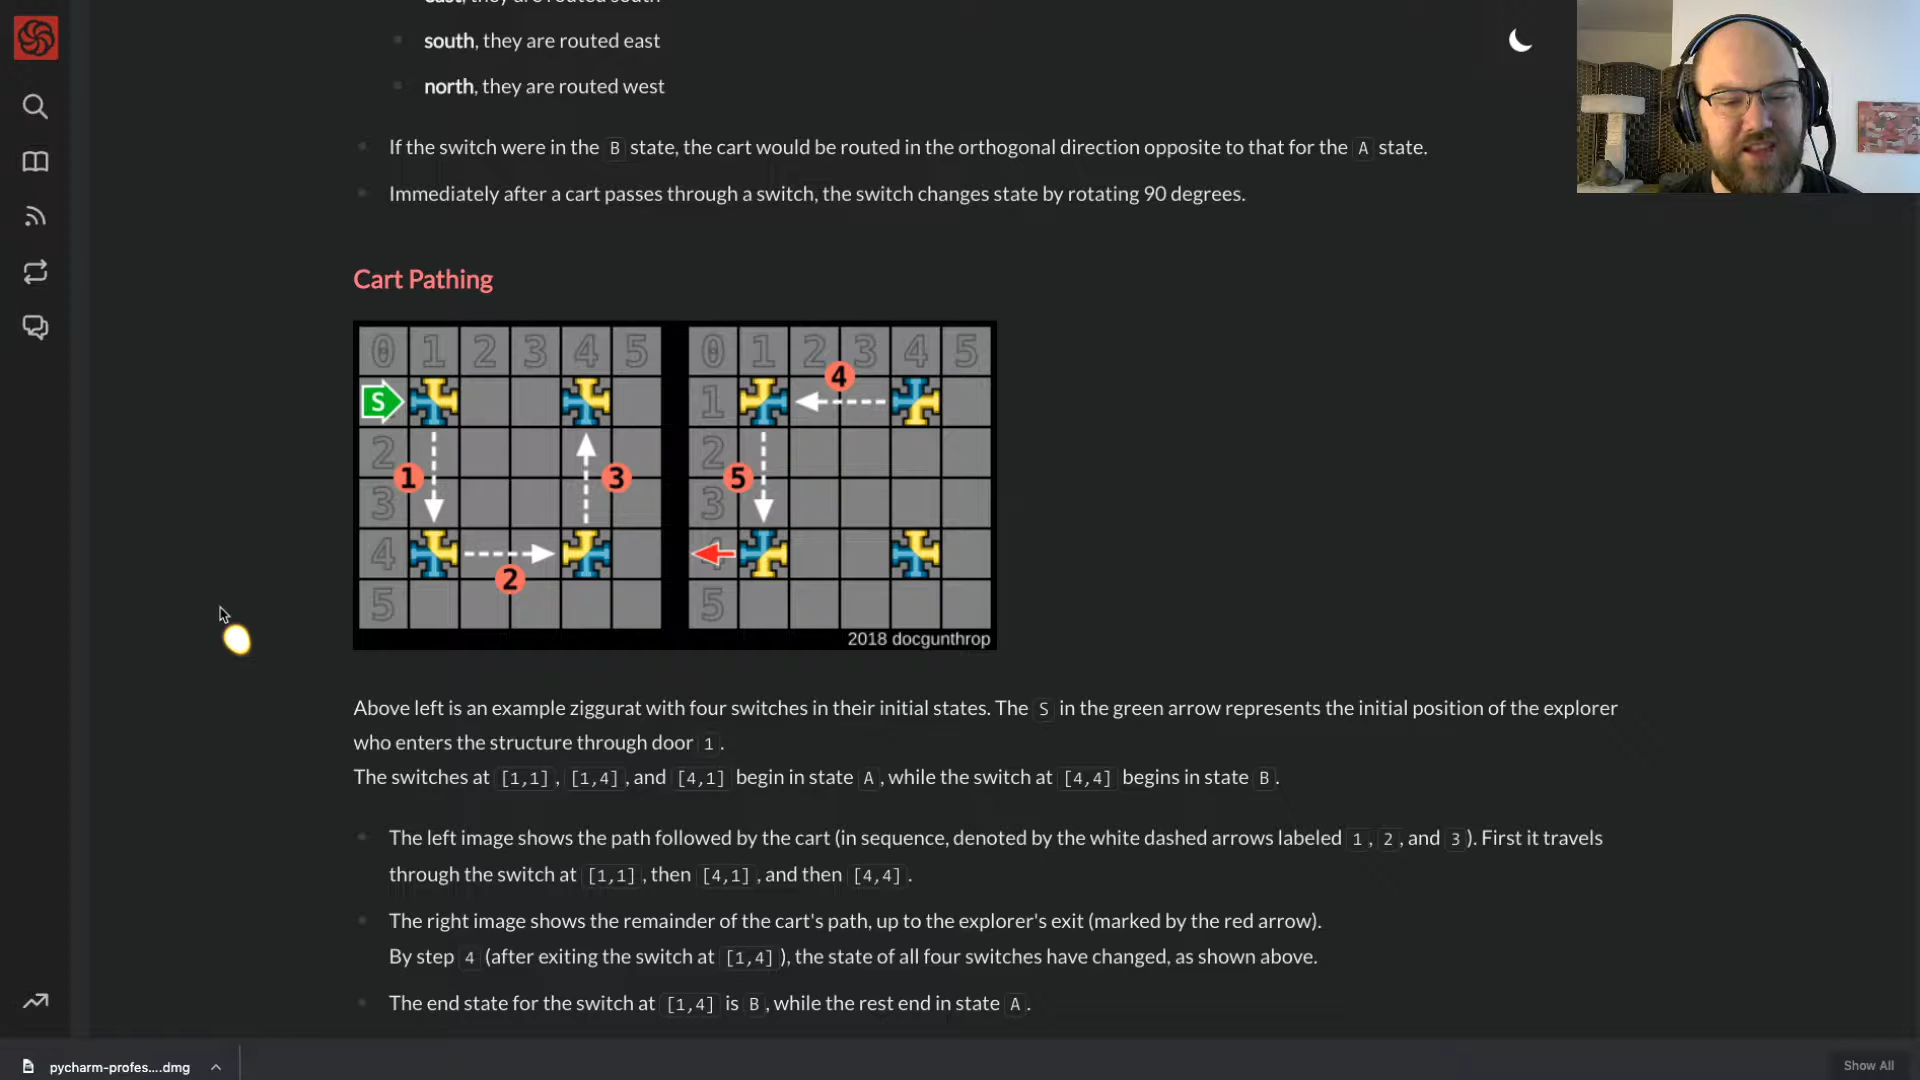 east, they are routed south
south, they are routed east
north, they are routed west
If the switch were in the B state, the cart would be routed in the orthogonal direction opposite to that for the A state.
Immediately after a cart passes through a switch, the switch changes state by rotating 90 degrees.
Cart Pathing
0 1 2 3 4 5 0 1 2 3 4 5
4
S 1
2 2
1 3 5
3 3
4
2
5 5
2018 docgunthrop
Above left is an example ziggurat with four switches in their initial states. The S in the green arrow represents the initial position of the explorer
who enters the structure through door 1.
The switches at [1,1], [1,4], and [4,1] begin in state A, while the switch at [4,4] begins in state B.
The left image shows the path followed by the cart (in sequence, denoted by the white dashed arrows labeled 1, 2, and 3). First it travels
through the switch at [1,1], then [4,1], and then [4,4].
The right image shows the remainder of the cart's path, up to the explorer's exit (marked by the red arrow).
By step 4 (after exiting the switch at [1,4]), the state of all four switches have changed, as shown above.
The end state for the switch at [1,4] is B, while the rest end in state A.
pycharm-profes....dmg
Show All